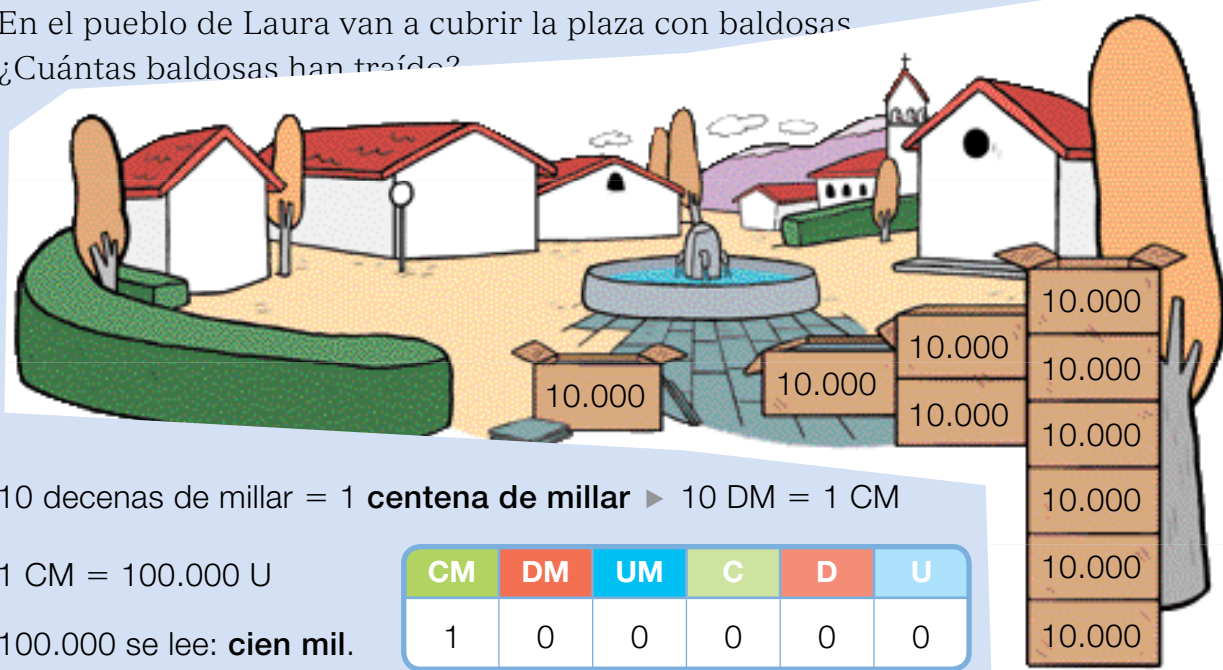 En el pueblo de Laura van a cubrir la plaza con baldosas
¿Cuántas baldosas han traído?
10.000
10.000
10.000
10.000
10.000
10.000
10.000
10.000
10.000
10.000
10 decenas de millar = 1 centena de millar ▶ 10 DM = 1 CM
1 CM = 100.000 U
100.000 se lee: cien mil.
CM DM UM C D U
1 0 0 0 0 0